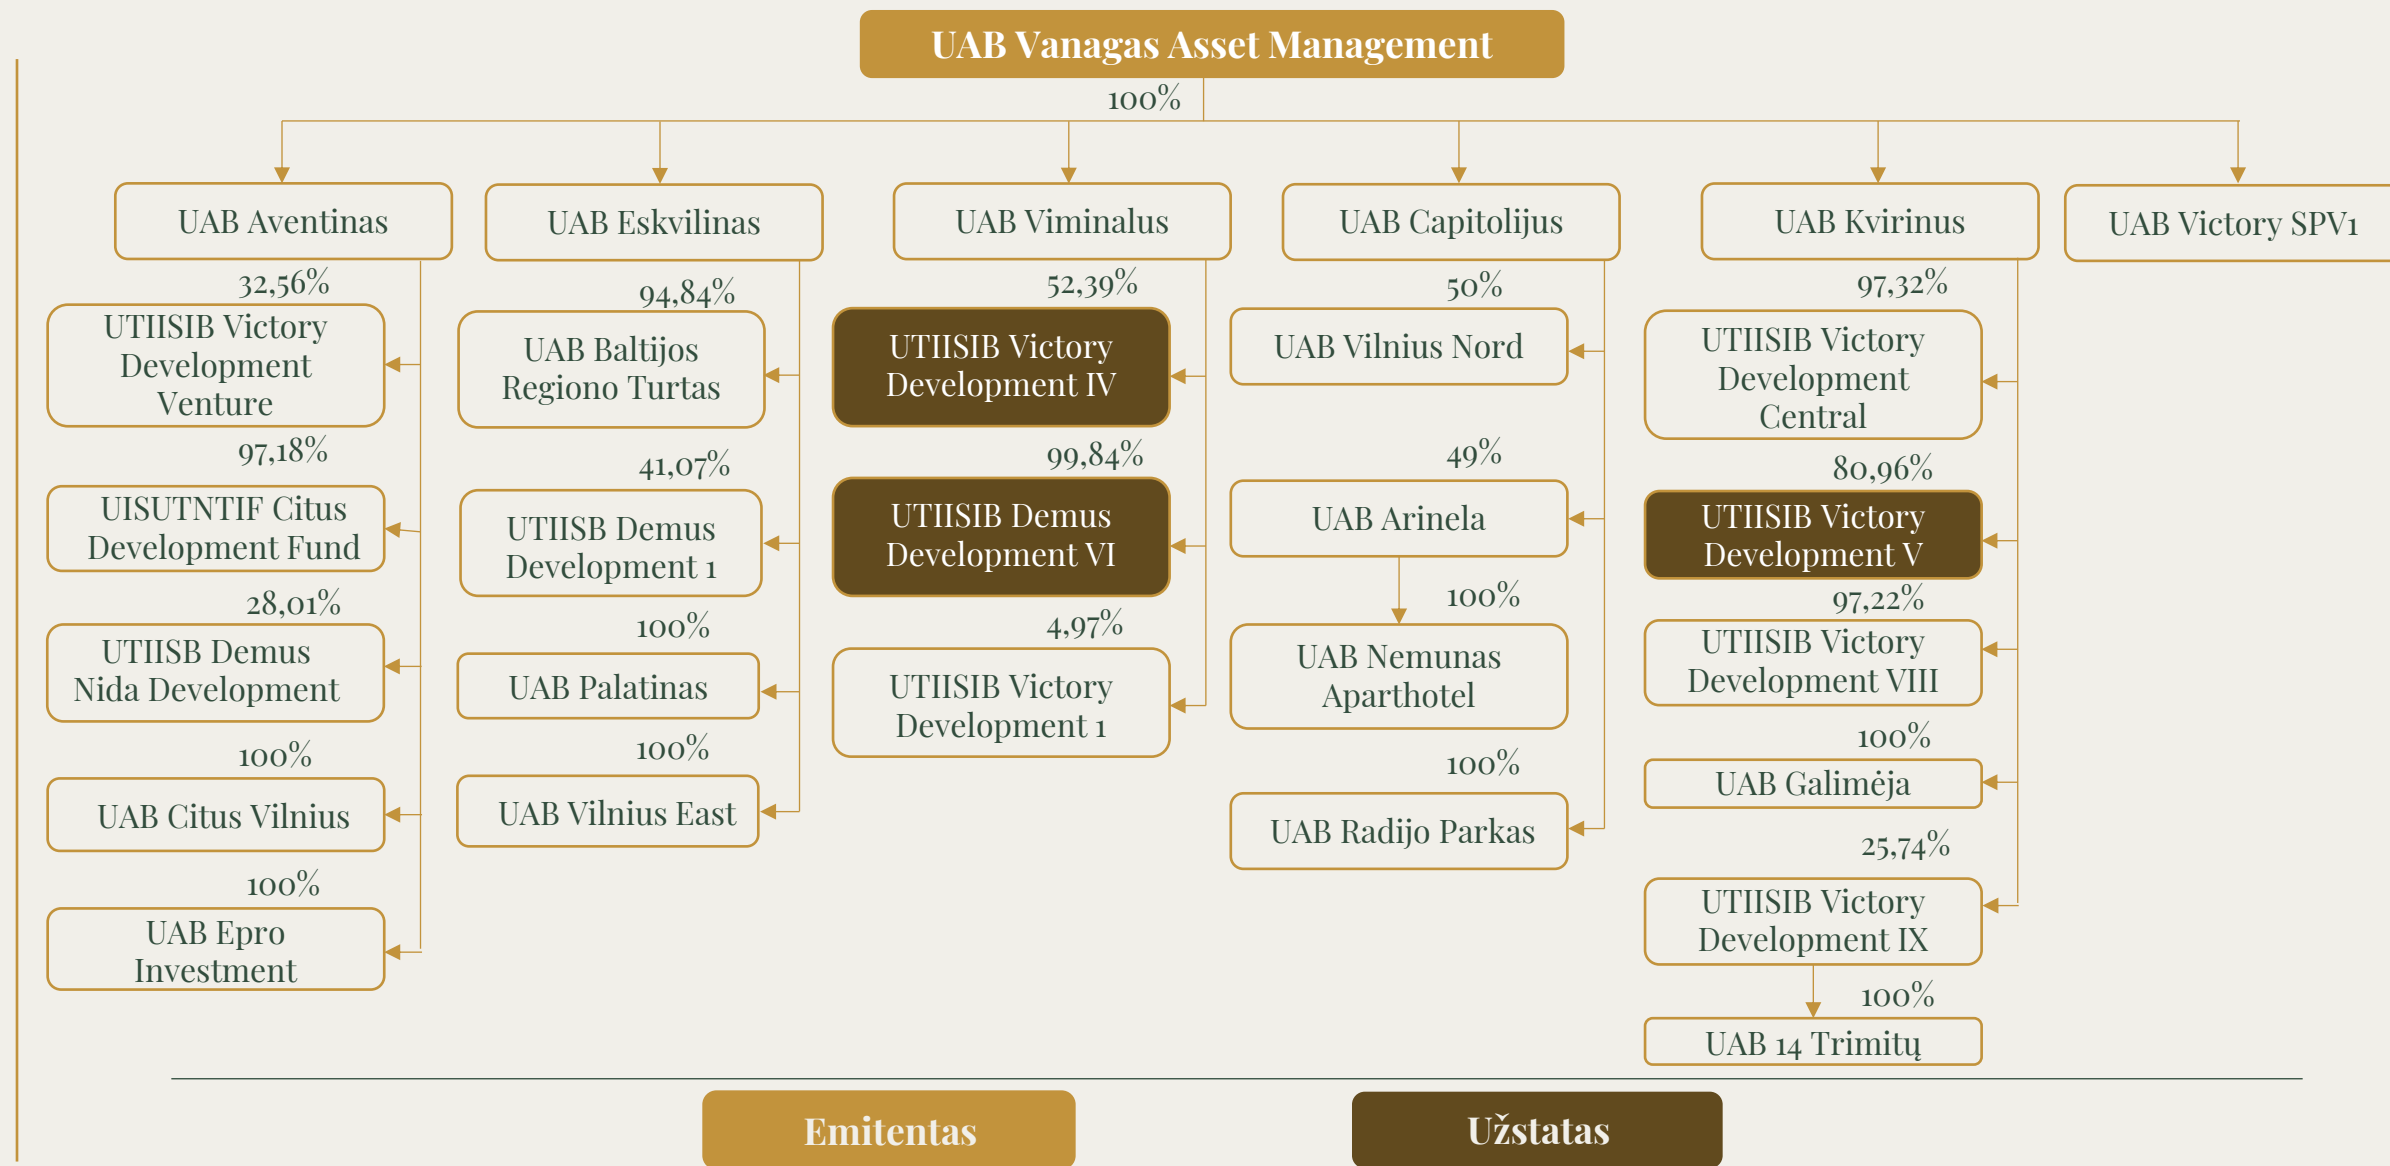 UAB Vanagas Asset Management
100%
UAB Aventinas
32,56%
UTIISIB Victory
Development
Venture
97,18%
UISUTNTIF Citus
Development Fund
28,01%
UTIISB Demus
Nida Development
100%
UAB Citus Vilnius
100%
UAB Epro
Investment
UAB Eskvilinas
94,84%
UAB Baltijos
Regiono Turtas
41,07%
UTIISB Demus
Development 1
100%
UAB Palatinas
100%
UAB Vilnius East
UAB Viminalus
52,39%
UTIISIB Victory
Development IV
99,84%
UTIISIB Demus
Development VI
4,97%
UTIISIB Victory
Development 1
UAB Capitolijus
50%
UAB Vilnius Nord
49%
UAB Arinela
100%
UAB Nemunas
Aparthotel
100%
UAB Radijo Parkas
UAB Kvirinus
97,32%
UTIISIB Victory
Development
Central
80,96%
UTIISIB Victory
Development V
97,22%
UTIISIB Victory
Development VIII
100%
UAB Galimėja
25,74%
UTIISIB Victory
Development IX
100%
UAB 14 Trimitų
UAB Victory SPV1
Emitentas
Užstatas